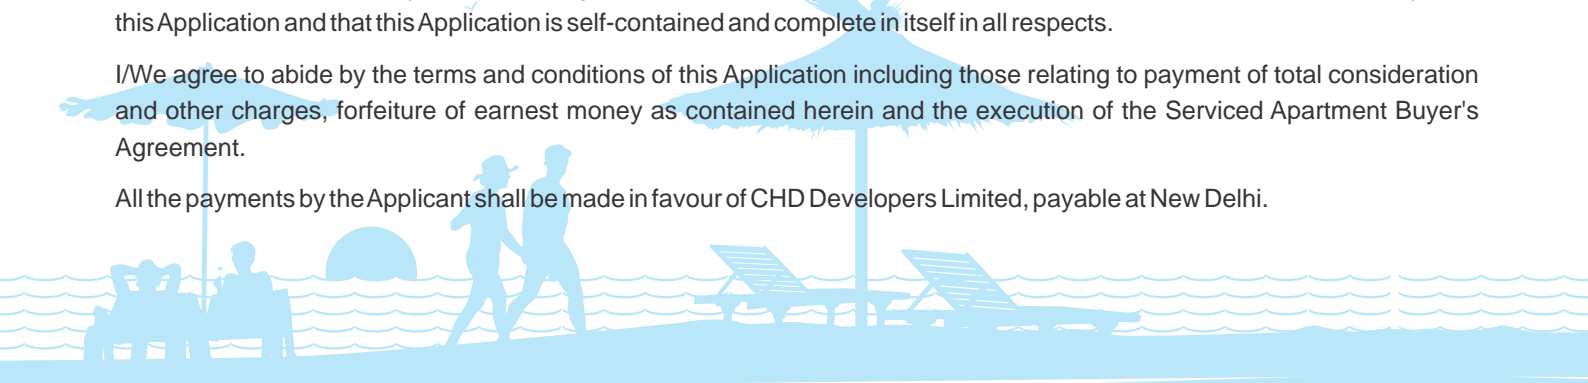 this Application and that this Application is self-contained and complete in itself in all respects.
I/We agree to abide by the terms and conditions of this Application including those relating to payment of total consideration
and other charges, forfeiture of earnest money as contained herein and the execution of the Serviced Apartment Buyer's
Agreement.
All the payments by the Applicant shall be made in favour of CHD Developers Limited, payable at New Delhi.